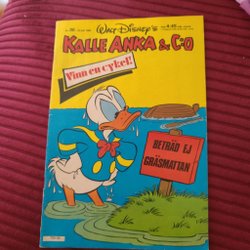 WALT DISNEY'S
KALLE ANKA & C:O
Vinn en cykel!
BETRÄD EJ
GRÄSMATTAN